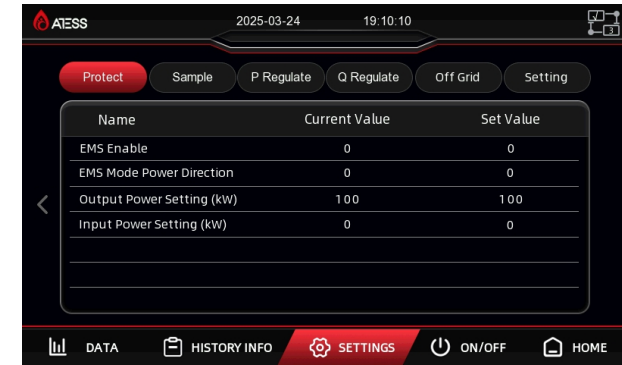 ATESS 2025-03-24 19:10:10
3
Protect Sample P Regulate Q Regulate Off Grid Setting
Name Current Value Set Value
EMS Enable 0 0
EMS Mode Power Direction 0 0
Output Power Setting (kW) 100 100
Input Power Setting (kW) 0 0
DATA HISTORY INFO SETTINGS ON/OFF HOME